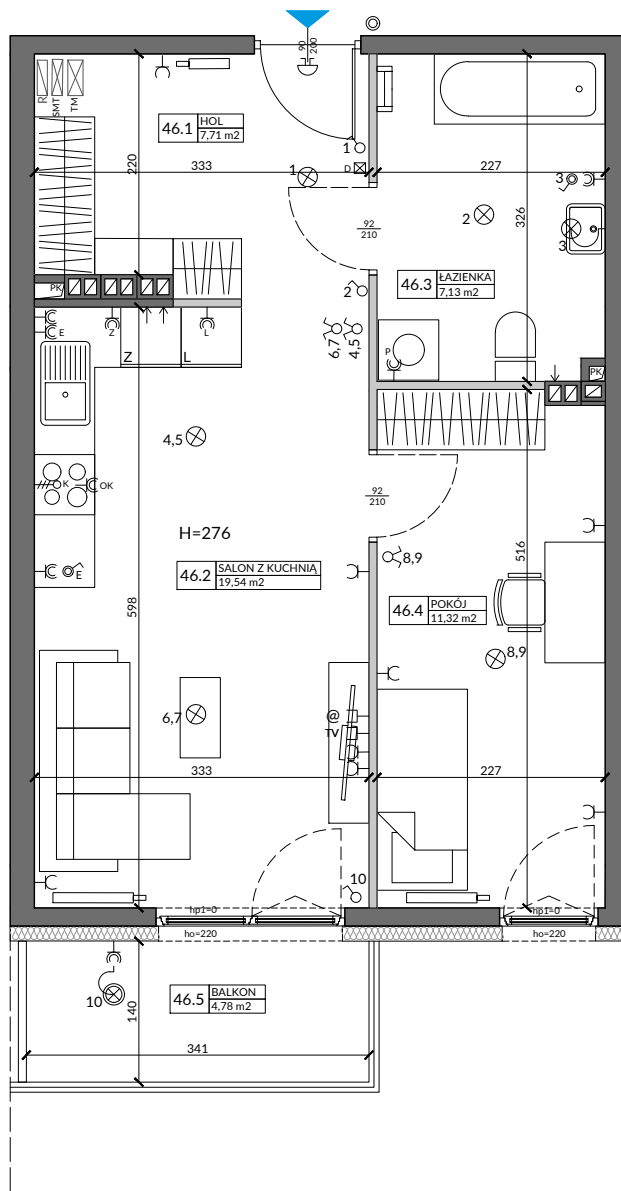 90
200
R
SMT
TM
46.1
HOL
7,71 m2
1
D
1
333
227
220
326
3
3
2
92
210
46.3
ŁAZIENKA
7,13 m2
PK
2
E
Z
L
Z
L
6,7
4,5
P
PK
4,5
K
OK
92
210
H=276
516
8,9
E
46.2
SALON Z KUCHNIĄ
19,54 m2
46.4
POKÓJ
11,32 m2
598
8,9
6,7
@
TV
333
227
10
hp1=0
hp1=0
ho=220
ho=220
10
46.5
BALKON
4,78 m2
140
341